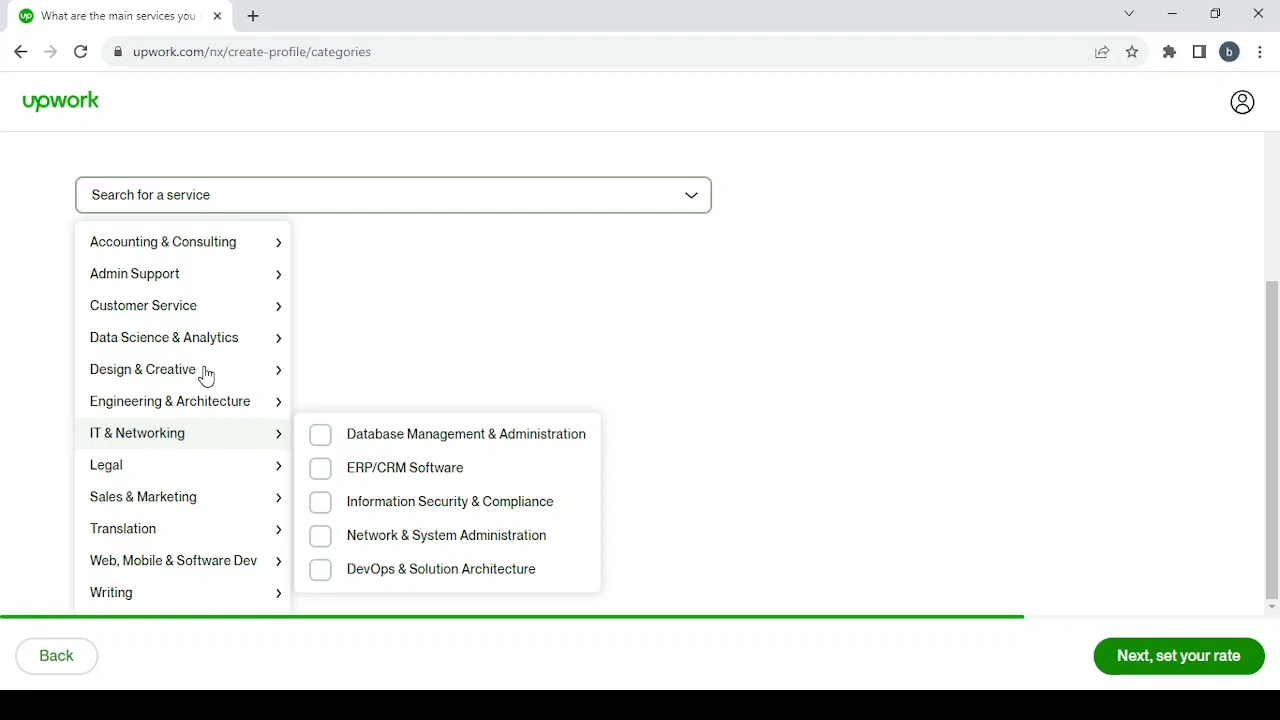 up What are the main services you
upwork.com/nx/create-profile/categories
b
upwork
Search for a service
Accounting & Consulting
Admin Support
Customer Service
Data Science & Analytics
Design & Creative
Engineering & Architecture
IT & Networking
Legal
Sales & Marketing
Translation
Web, Mobile & Software Dev
Writing
Database Management & Administration
ERP/CRM Software
Information Security & Compliance
Network & System Administration
DevOps & Solution Architecture
Back
Next, set your rate